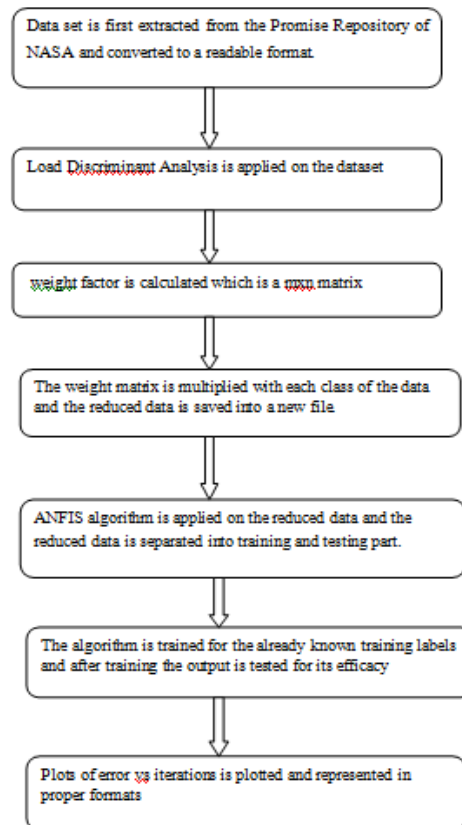 Data set is first extracted from the Promise Repository of
NASA and converted to a readable format.
Load Discriminant Analysis is applied on the dataset
weight factor is calculated which is a mxn matrix
The weight matrix is multiplied with each class of the data
and the reduced data is saved into a new file
ANFIS algorithm is applied on the reduced data and the
reduced data is separated into training and testing part.
The algorithm is trained for the already known training labels
and after training the output is tested for its efficacy
Plots of error vs iterations is plotted and represented in
proper formats